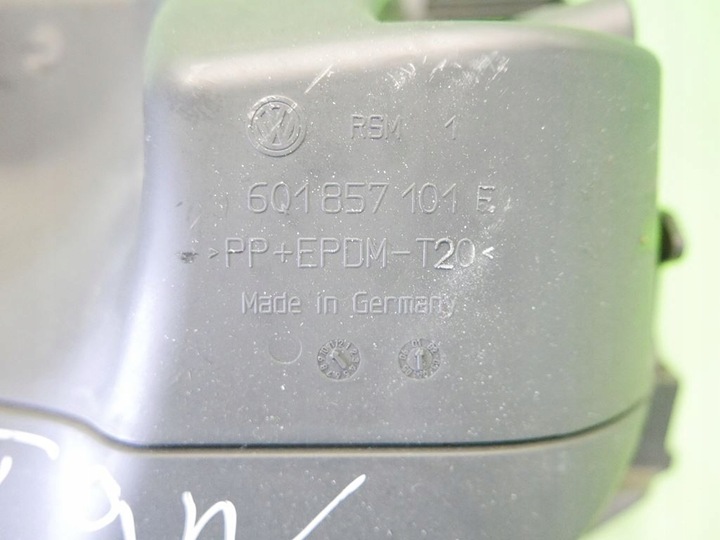 RSM 1
6Q1 857 101 E
>PP+EPDM-T20<
Made in Germany